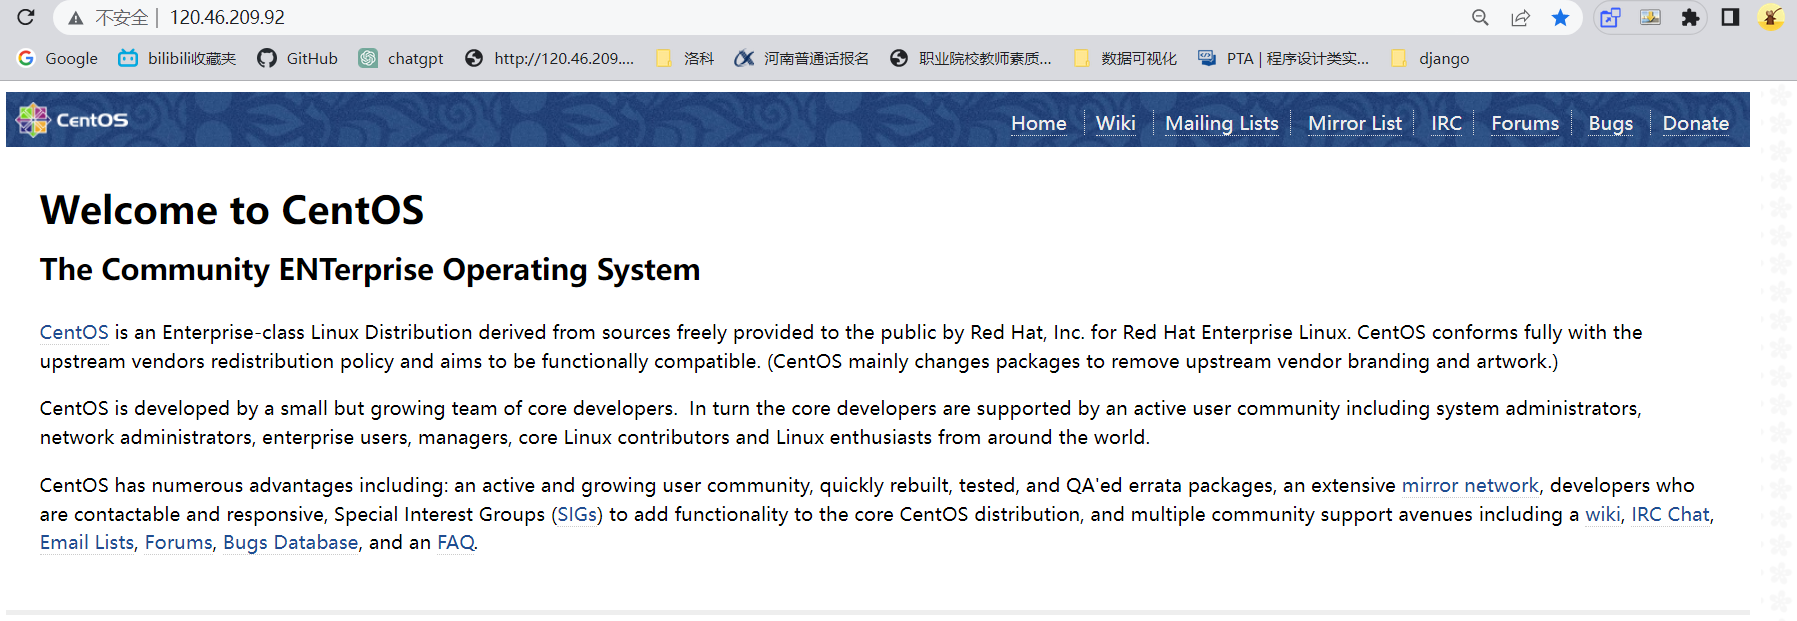 不安全 | 120.46.209.92
Google bilibili收藏夹 GitHub chatgpt http://120.46.209.... 洛科 河南普通话报名 职业院校教师素质... 数据可视化 PTA | 程序设计类实... django
CentOS Home Wiki Mailing Lists Mirror List IRC Forums Bugs Donate
Welcome to CentOS
The Community ENTerprise Operating System
CentOS is an Enterprise-class Linux Distribution derived from sources freely provided to the public by Red Hat, Inc. for Red Hat Enterprise Linux. CentOS conforms fully with the
upstream vendors redistribution policy and aims to be functionally compatible. (CentOS mainly changes packages to remove upstream vendor branding and artwork.)
CentOS is developed by a small but growing team of core developers.  In turn the core developers are supported by an active user community including system administrators,
network administrators, enterprise users, managers, core Linux contributors and Linux enthusiasts from around the world.
CentOS has numerous advantages including: an active and growing user community, quickly rebuilt, tested, and QA'ed errata packages, an extensive mirror network, developers who
are contactable and responsive, Special Interest Groups (SIGs) to add functionality to the core CentOS distribution, and multiple community support avenues including a wiki, IRC Chat,
Email Lists, Forums, Bugs Database, and an FAQ.